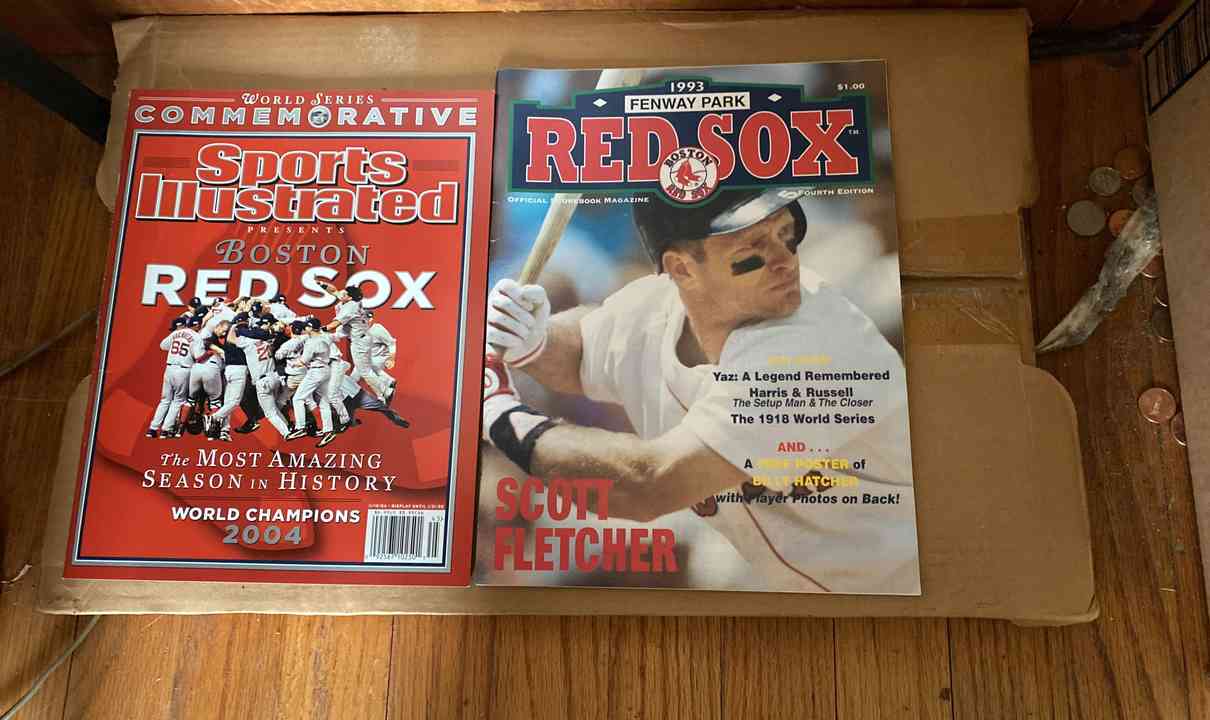 WORLD SERIES
COMMEMORATIVE
Sports
Illustrated
PRESENTS
BOSTON
RED SOX
65
The MOST AMAZING
SEASON IN HISTORY
WORLD CHAMPIONS
2004
1993
$1.00
FENWAY PARK
RED SOX
TM
BOSTON
OFFICIAL SCOREBOOK MAGAZINE
FOURTH EDITION
Yaz: A Legend Remembered
Harris & Russell
The Setup Man & The Closer
The 1918 World Series
AND . . .
A FREE POSTER of
BILLY HATCHER
with Player Photos on Back!
SCOTT
FLETCHER